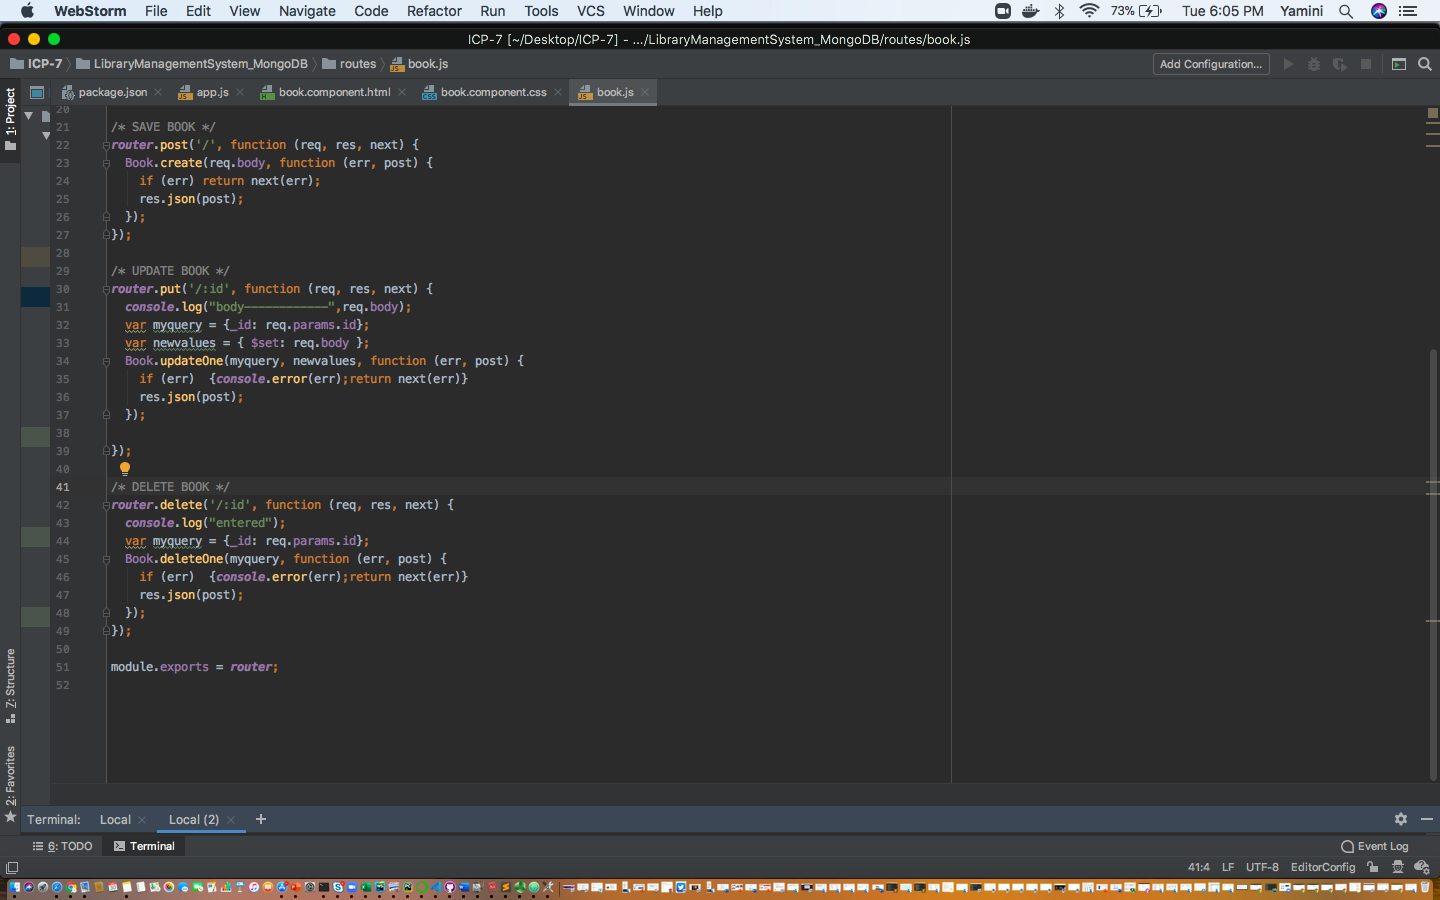 WebStorm File Edit View Navigate Code Refactor Run Tools VCS Window Help 73% Tue 6:05 PM Yamini
ICP-7 [~/Desktop/ICP-7] - .../LibraryManagementSystem_MongoDB/routes/book.js
ICP-7 LibraryManagementSystem_MongoDB routes book.js Add Configuration...
package.json app.js book.component.html book.component.css book.js
1: Project
20
21 /* SAVE BOOK */
22 router.post('/', function (req, res, next) {
23 Book.create(req.body, function (err, post) {
24 if (err) return next(err);
25 res.json(post);
26 });
27 });
28
29 /* UPDATE BOOK */
30 router.put('/:id', function (req, res, next) {
31 console.log("body————————————",req.body);
32 var myquery = {_id: req.params.id};
33 var newvalues = { $set: req.body };
34 Book.updateOne(myquery, newvalues, function (err, post) {
35 if (err) {console.error(err);return next(err)}
36 res.json(post);
37 });
38
39 });
40
41 /* DELETE BOOK */
42 router.delete('/:id', function (req, res, next) {
43 console.log("entered");
44 var myquery = {_id: req.params.id};
45 Book.deleteOne(myquery, function (err, post) {
46 if (err) {console.error(err);return next(err)}
47 res.json(post);
48 });
49 });
50
51 module.exports = router;
52
7: Structure
2: Favorites
Terminal: Local Local (2) +
6: TODO Terminal Event Log
41:4 LF UTF-8 EditorConfig